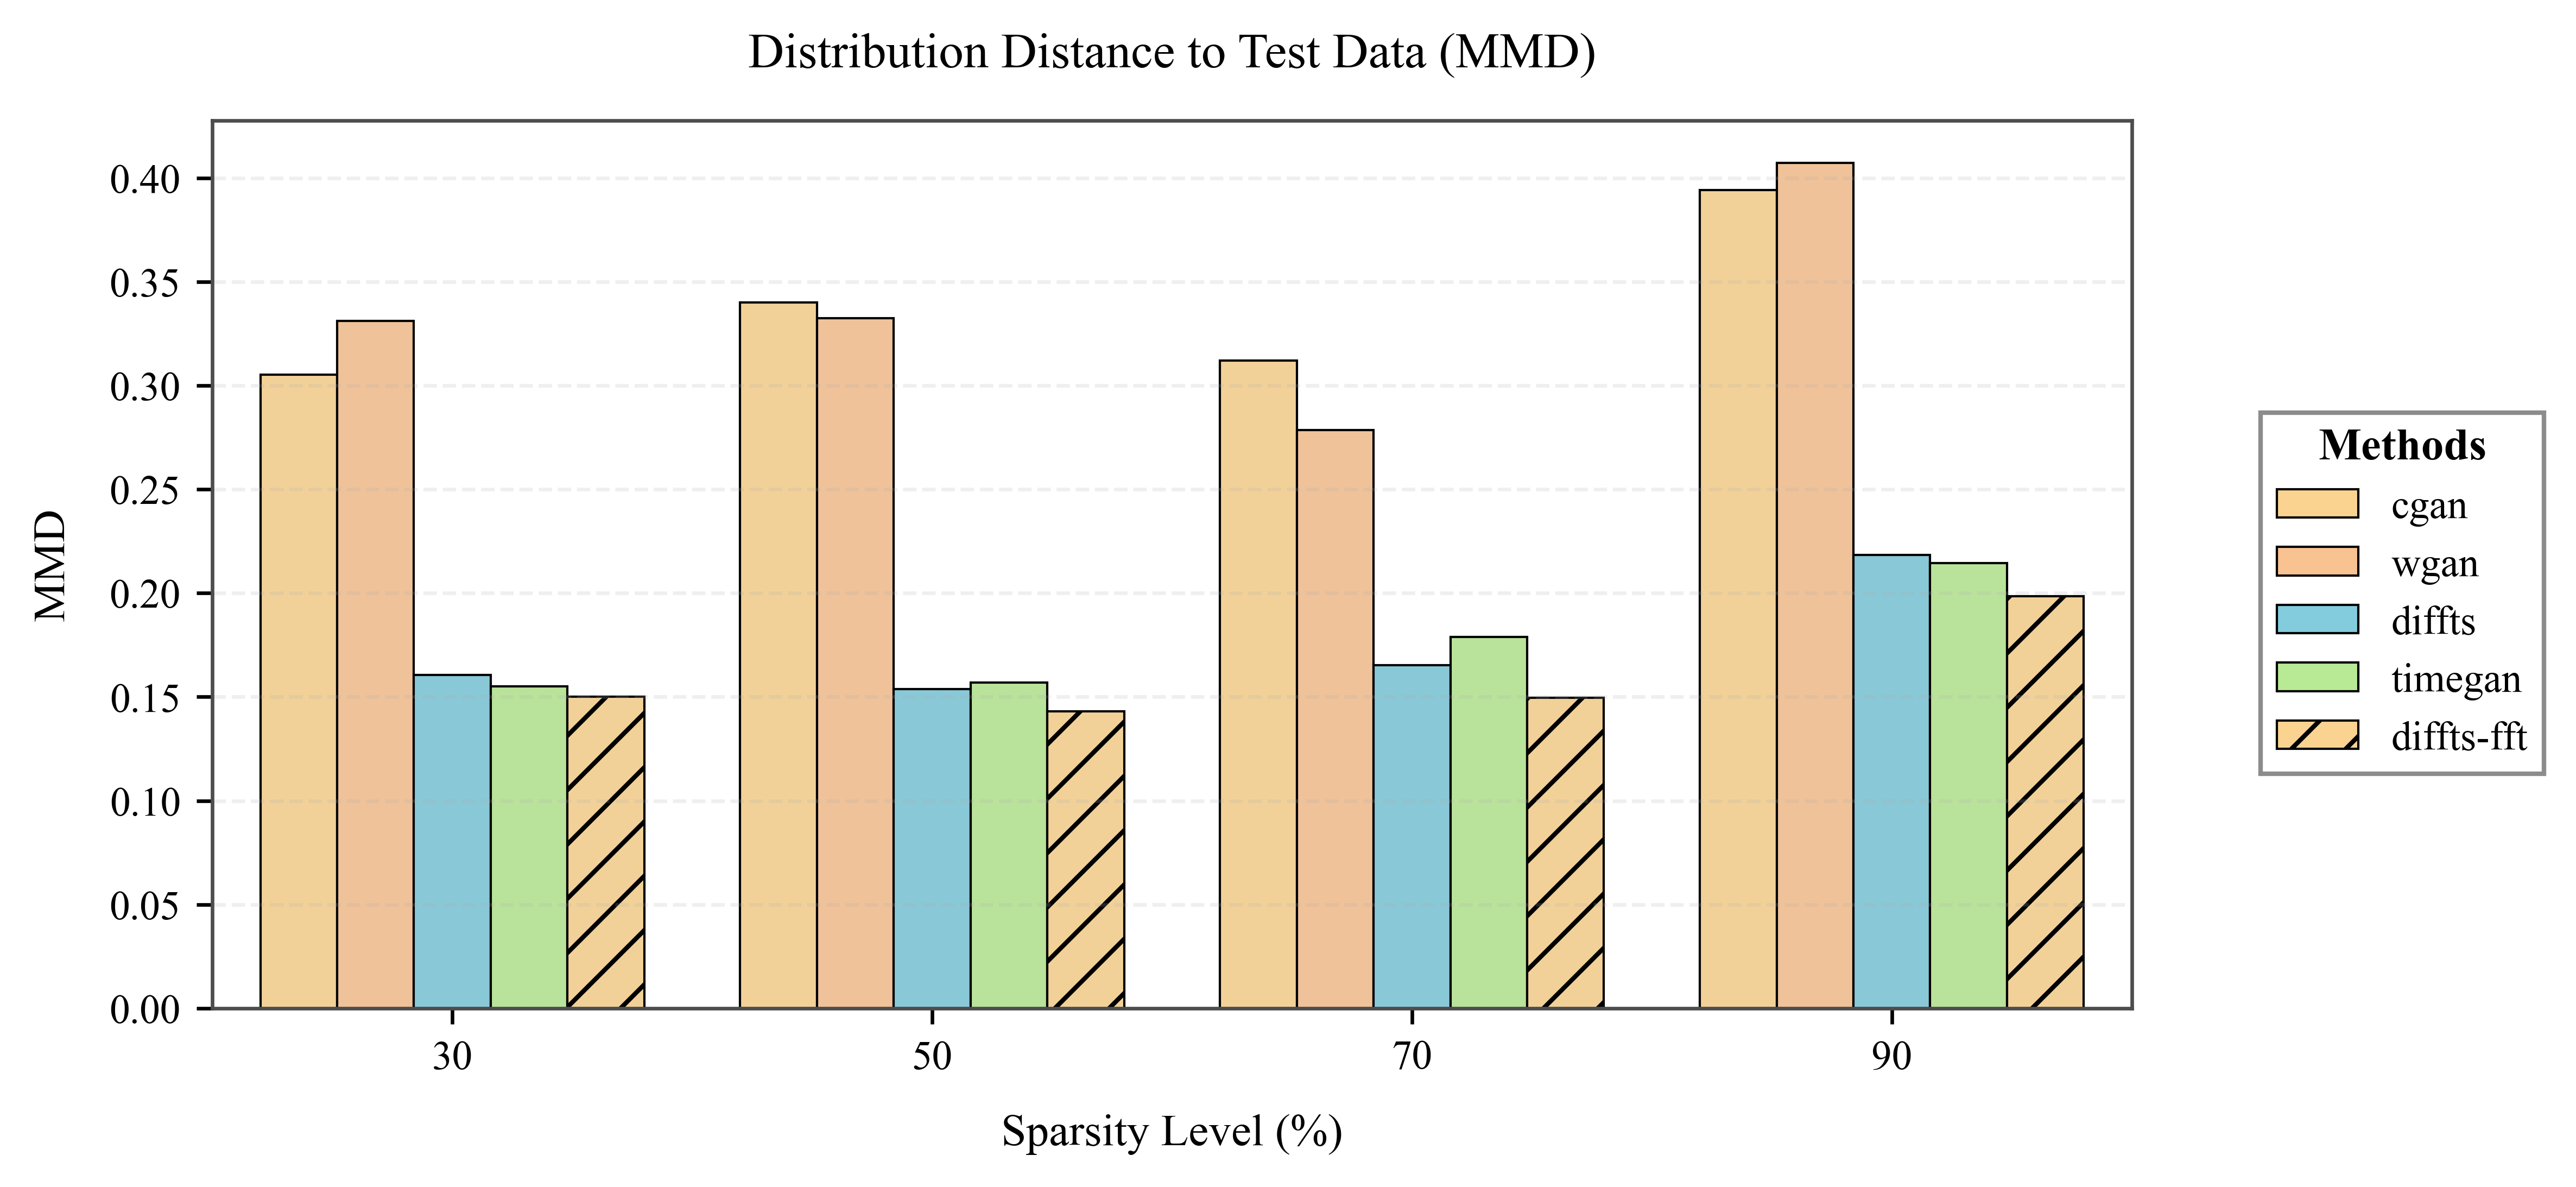 Distribution Distance to Test Data (MMD)
MMD
0.40
0.35
0.30
0.25
0.20
0.15
0.10
0.05
0.00
30 50 70 90
Sparsity Level (%)
Methods
cgan
wgan
diffts
timegan
diffts-fft